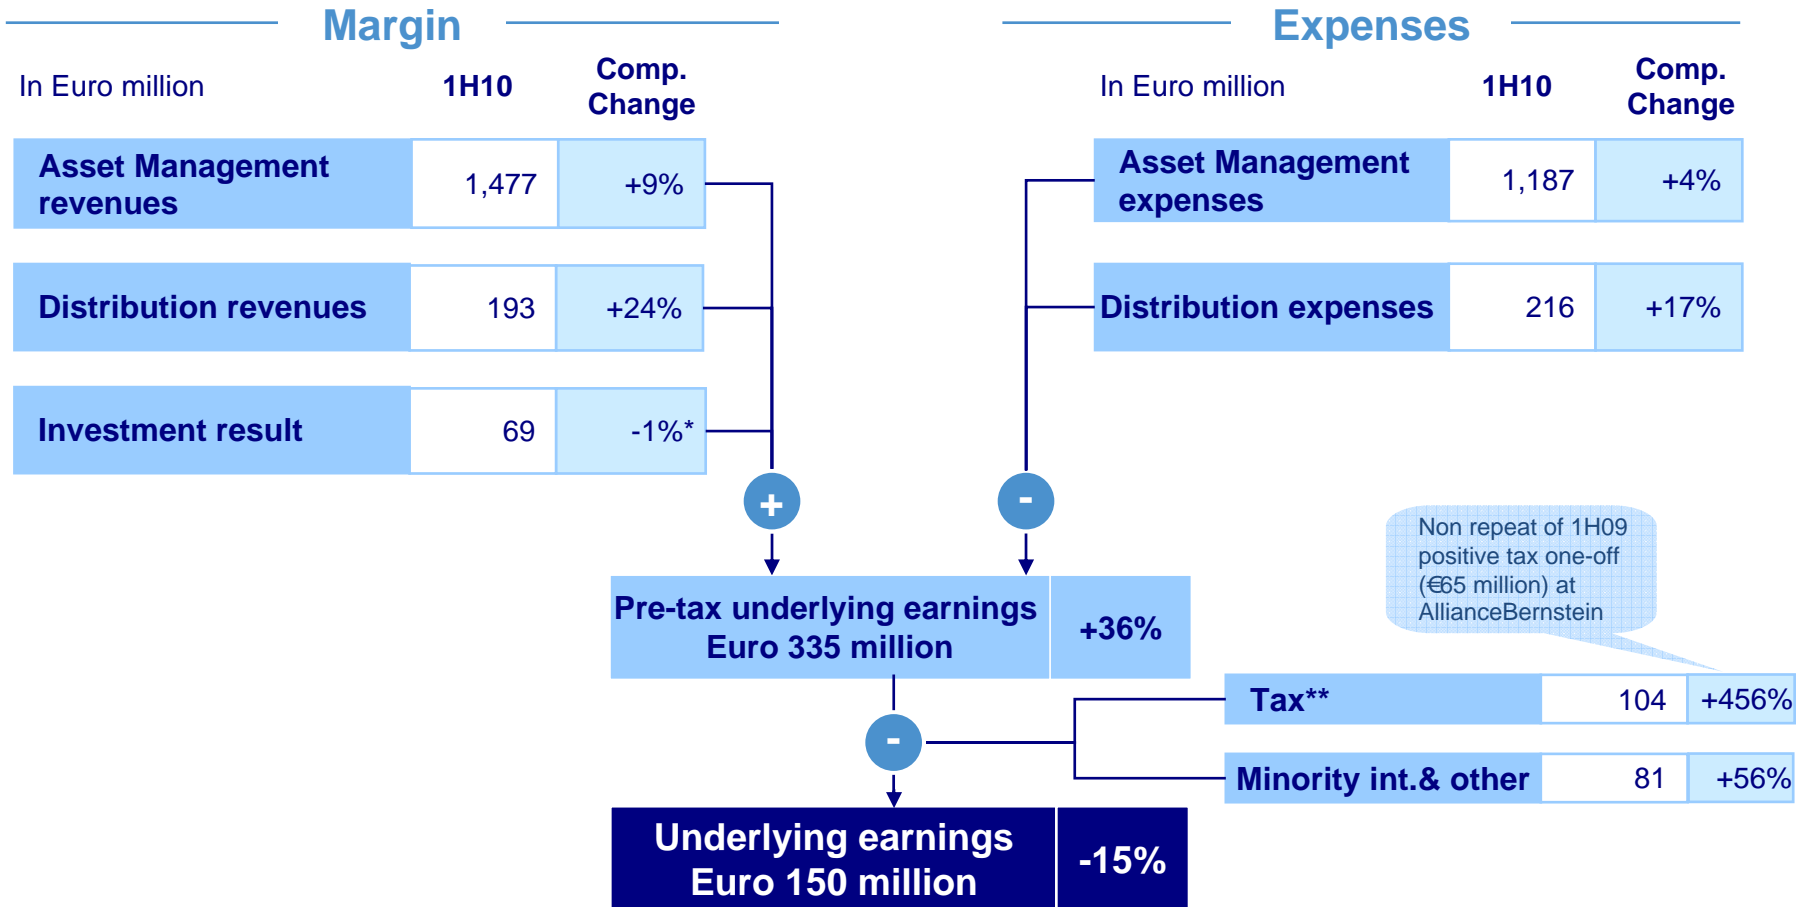 Margin
In Euro million 1H10 Comp. Change
Asset Management revenues 1,477 +9%
Distribution revenues 193 +24%
Investment result 69 -1%*
+
Expenses
In Euro million 1H10 Comp. Change
Asset Management expenses 1,187 +4%
Distribution expenses 216 +17%
-
Pre-tax underlying earnings
Euro 335 million
+36%
Non repeat of 1H09
positive tax one-off
(€65 million) at
AllianceBernstein
-
Tax** 104 +456%
Minority int.& other 81 +56%
Underlying earnings
Euro 150 million
-15%